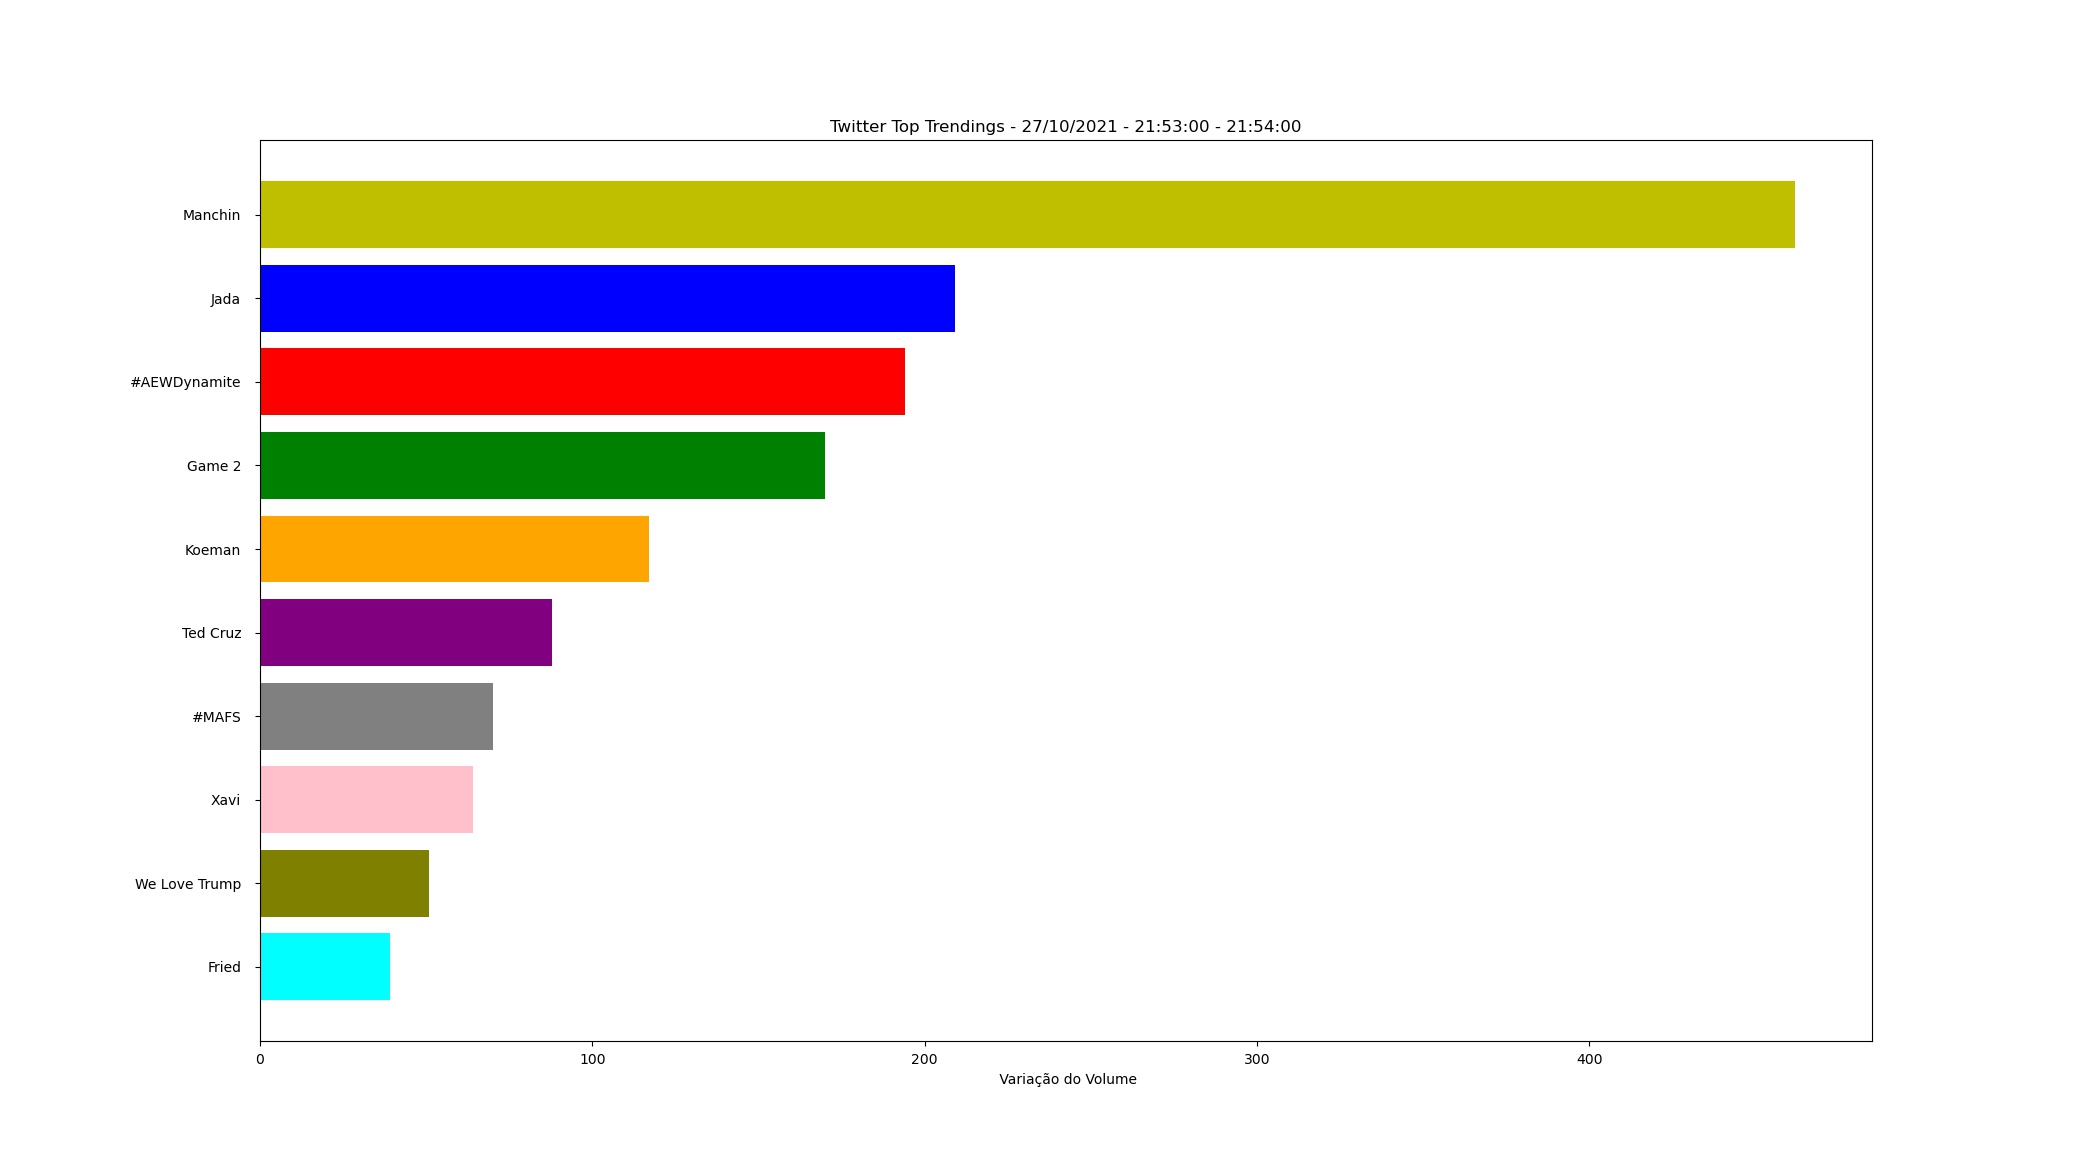 Twitter Top Trendings - 27/10/2021 - 21:53:00 - 21:54:00
Manchin
Jada
#AEWDynamite
Game 2
Koeman
Ted Cruz
#MAFS
Xavi
We Love Trump
Fried
0 100 200 300 400
Variação do Volume